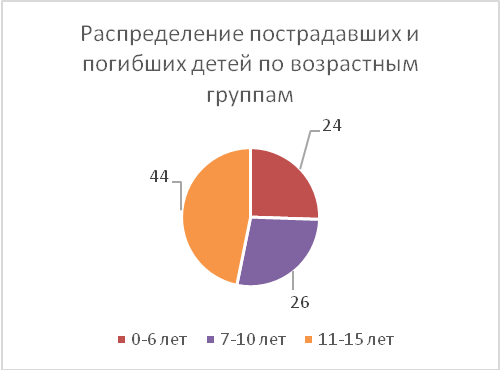 Распределение пострадавших и
погибших детей по возрастным
группам
24
44
26
0-6 лет 7-10 лет 11-15 лет